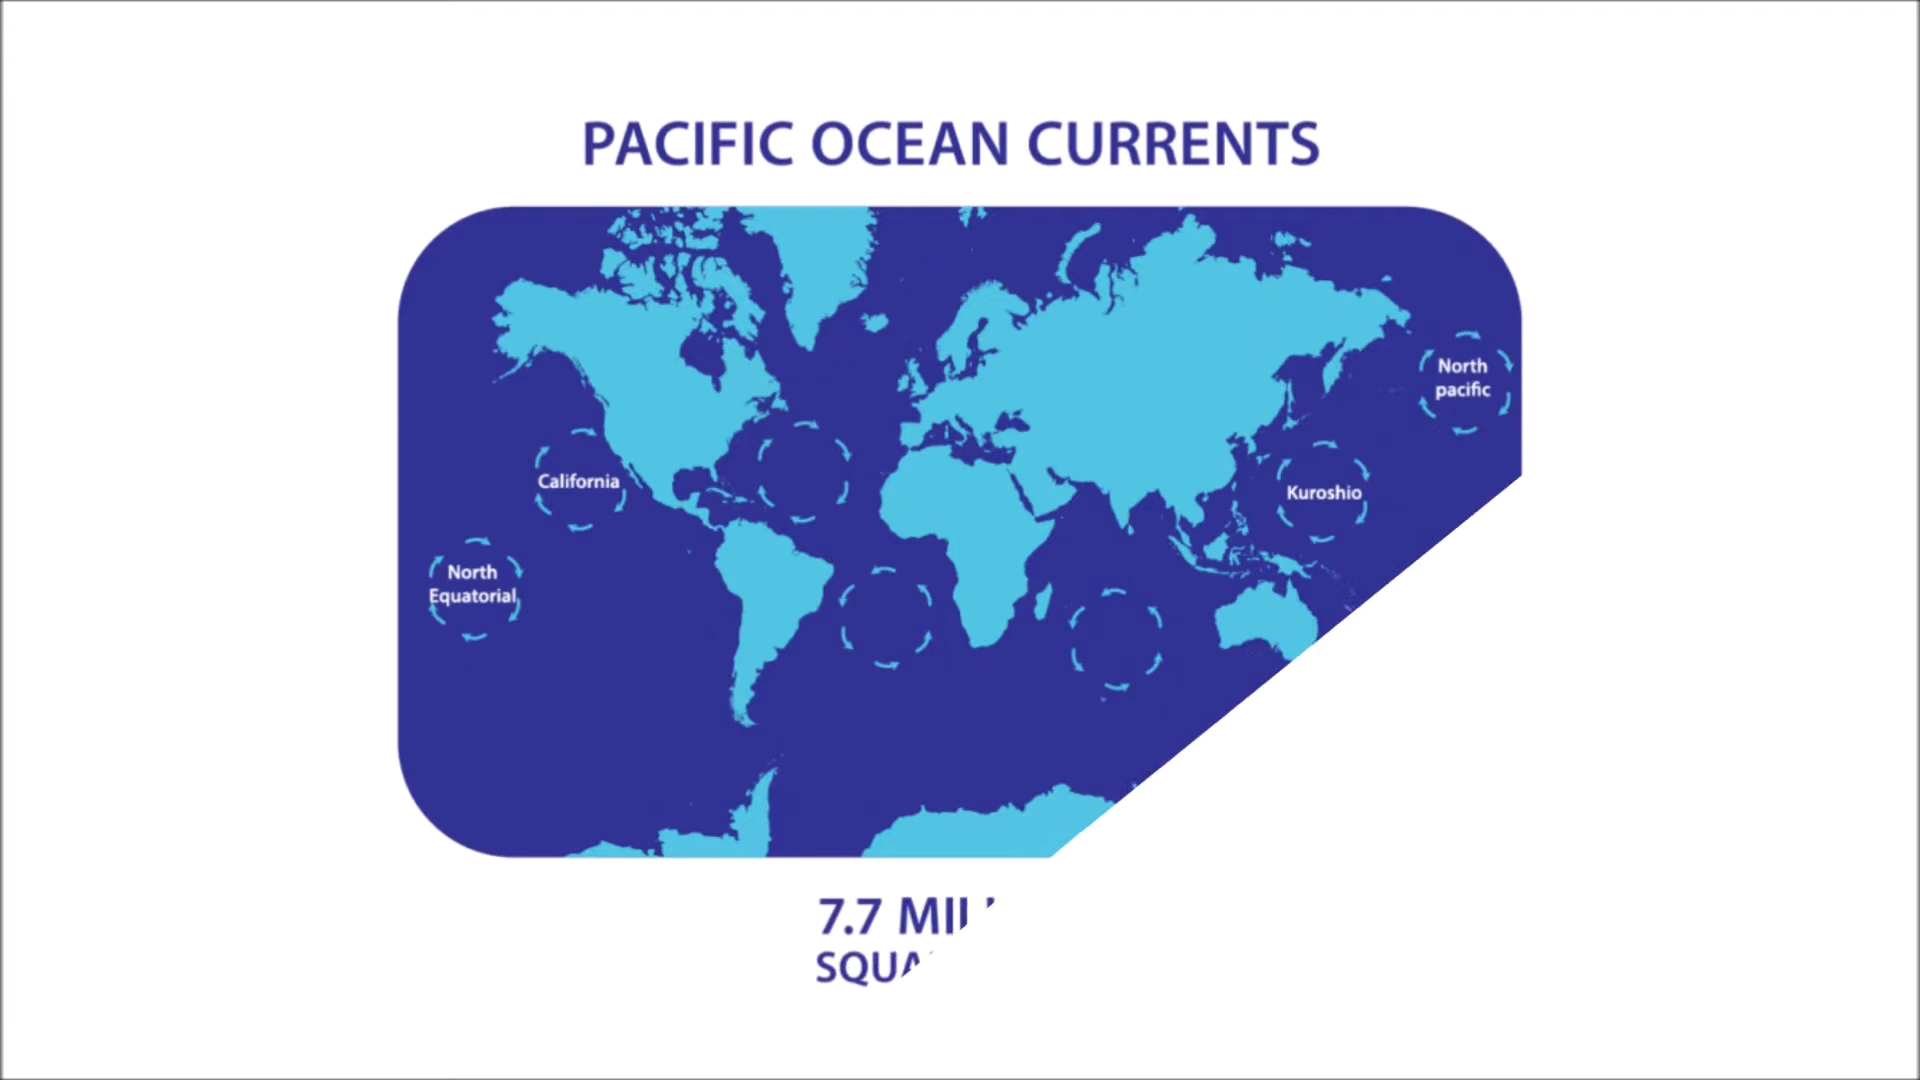 PACIFIC OCEAN CURRENTS
North
pacific
California
Kuroshio
North
Equatorial
7.7